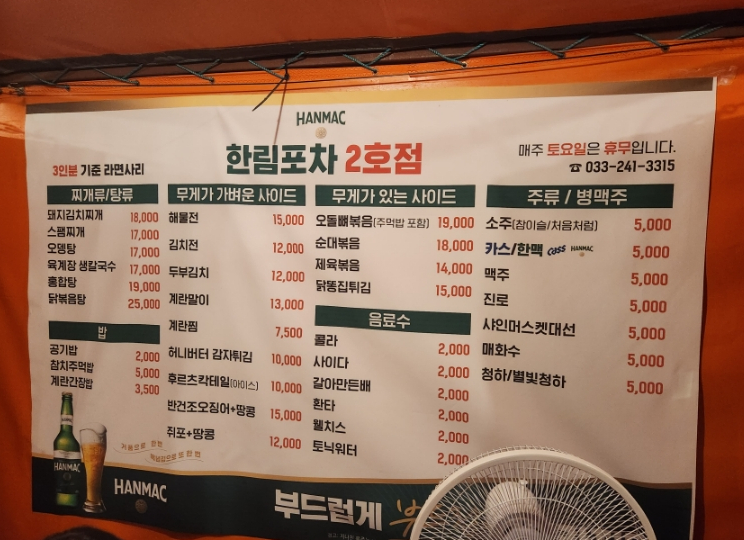 HANMAC
한림포차 2호점
3인분 기준 라면사리
매주 토요일은 휴무입니다.
☎ 033-241-3315
찌개류/탕류
돼지김치찌개 18,000
스팸찌개 17,000
오뎅탕 17,000
육계장 생칼국수 17,000
홍합탕 19,000
닭볶음탕 25,000
밥
공기밥 2,000
참치주먹밥 5,000
계란간장밥 3,500
무게가 가벼운 사이드
해물전 15,000
김치전 12,000
두부김치 12,000
계란말이 13,000
계란찜 7,500
허니버터 감자튀김 10,000
후르츠칵테일(아이스) 10,000
반건조오징어+땅콩 15,000
쥐포+땅콩 12,000
무게가 있는 사이드
오돌뼈볶음(주먹밥 포함) 19,000
순대볶음 18,000
제육볶음 14,000
닭똥집튀김 15,000
음료수
콜라 2,000
사이다 2,000
갈아만든배 2,000
환타 2,000
웰치스 2,000
토닉워터 2,000
주류 / 병맥주
소주(참이슬/처음처럼) 5,000
카스/한맥 Cass HANMAC 5,000
맥주 5,000
진로 5,000
샤인머스켓대선 5,000
매화수 5,000
청하/별빛청하 5,000
HANMAC
HANMAC
부드럽게